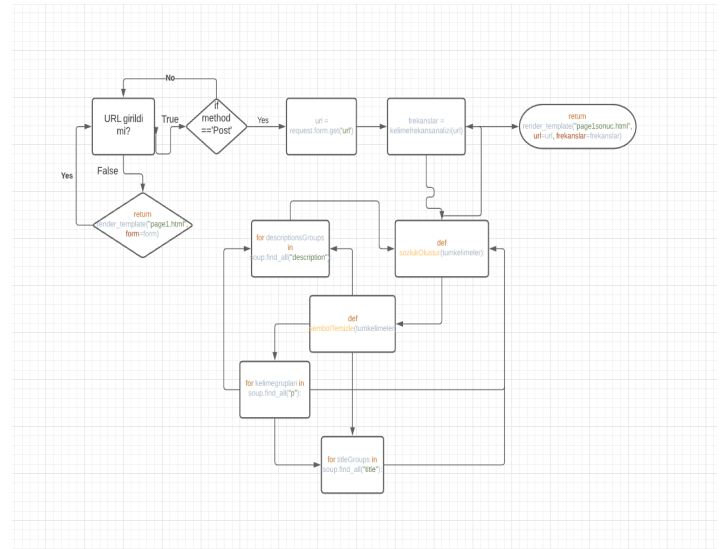 No
URL girildi
mi?
True
if
method
=='Post'
Yes
url =
request.form.get('url')
frekanslar =
kelimefrekansanalizi(url)
return
render_template("page1sonuc.html",
url=url, frekanslar=frekanslar)
Yes
False
return
render_template("page1.html",
form=form)
for descriptionsGroups
in
soup.find_all("description"
def
sozlukOlustur(tumkelimeler):
def
sembolTemizle(tumkelimeler
for kelimegrupları in
soup.find_all("p"):
for titleGroups in
soup.find_all("title"):